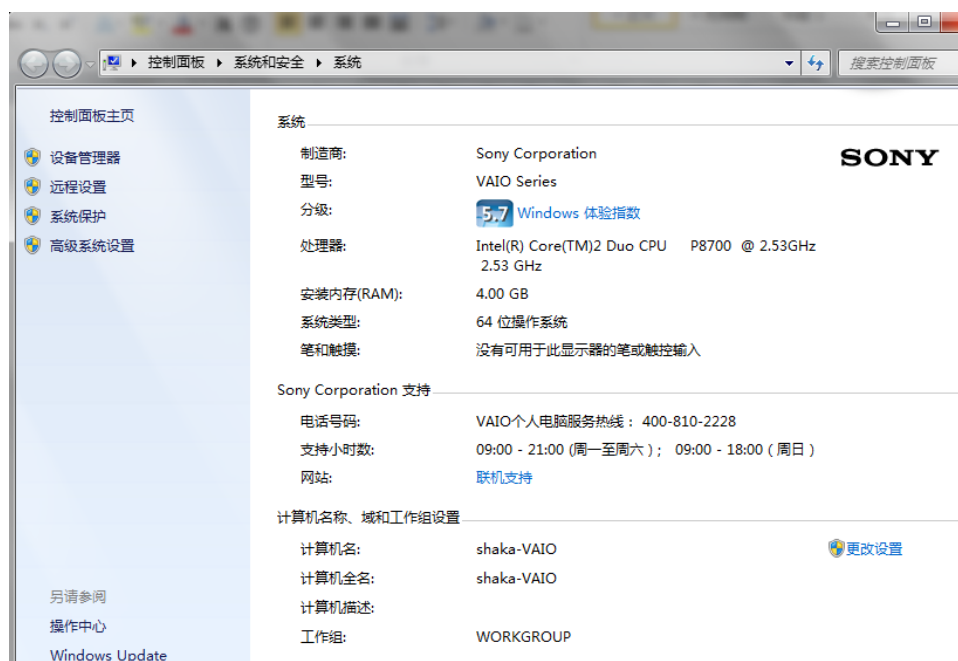 控制面板 ▸ 系统和安全 ▸ 系统
搜索控制面板
控制面板主页
设备管理器
远程设置
系统保护
高级系统设置
系统
制造商: Sony Corporation
SONY
型号: VAIO Series
分级: 5.7 Windows 体验指数
处理器: Intel(R) Core(TM)2 Duo CPU P8700 @ 2.53GHz
2.53 GHz
安装内存(RAM): 4.00 GB
系统类型: 64 位操作系统
笔和触摸: 没有可用于此显示器的笔或触控输入
Sony Corporation 支持
电话号码: VAIO个人电脑服务热线： 400-810-2228
支持小时数: 09:00 - 21:00 (周一至周六)； 09:00 - 18:00 ( 周日 )
网站: 联机支持
计算机名称、域和工作组设置
计算机名: shaka-VAIO
更改设置
计算机全名: shaka-VAIO
计算机描述:
工作组: WORKGROUP
另请参阅
操作中心
Windows Update